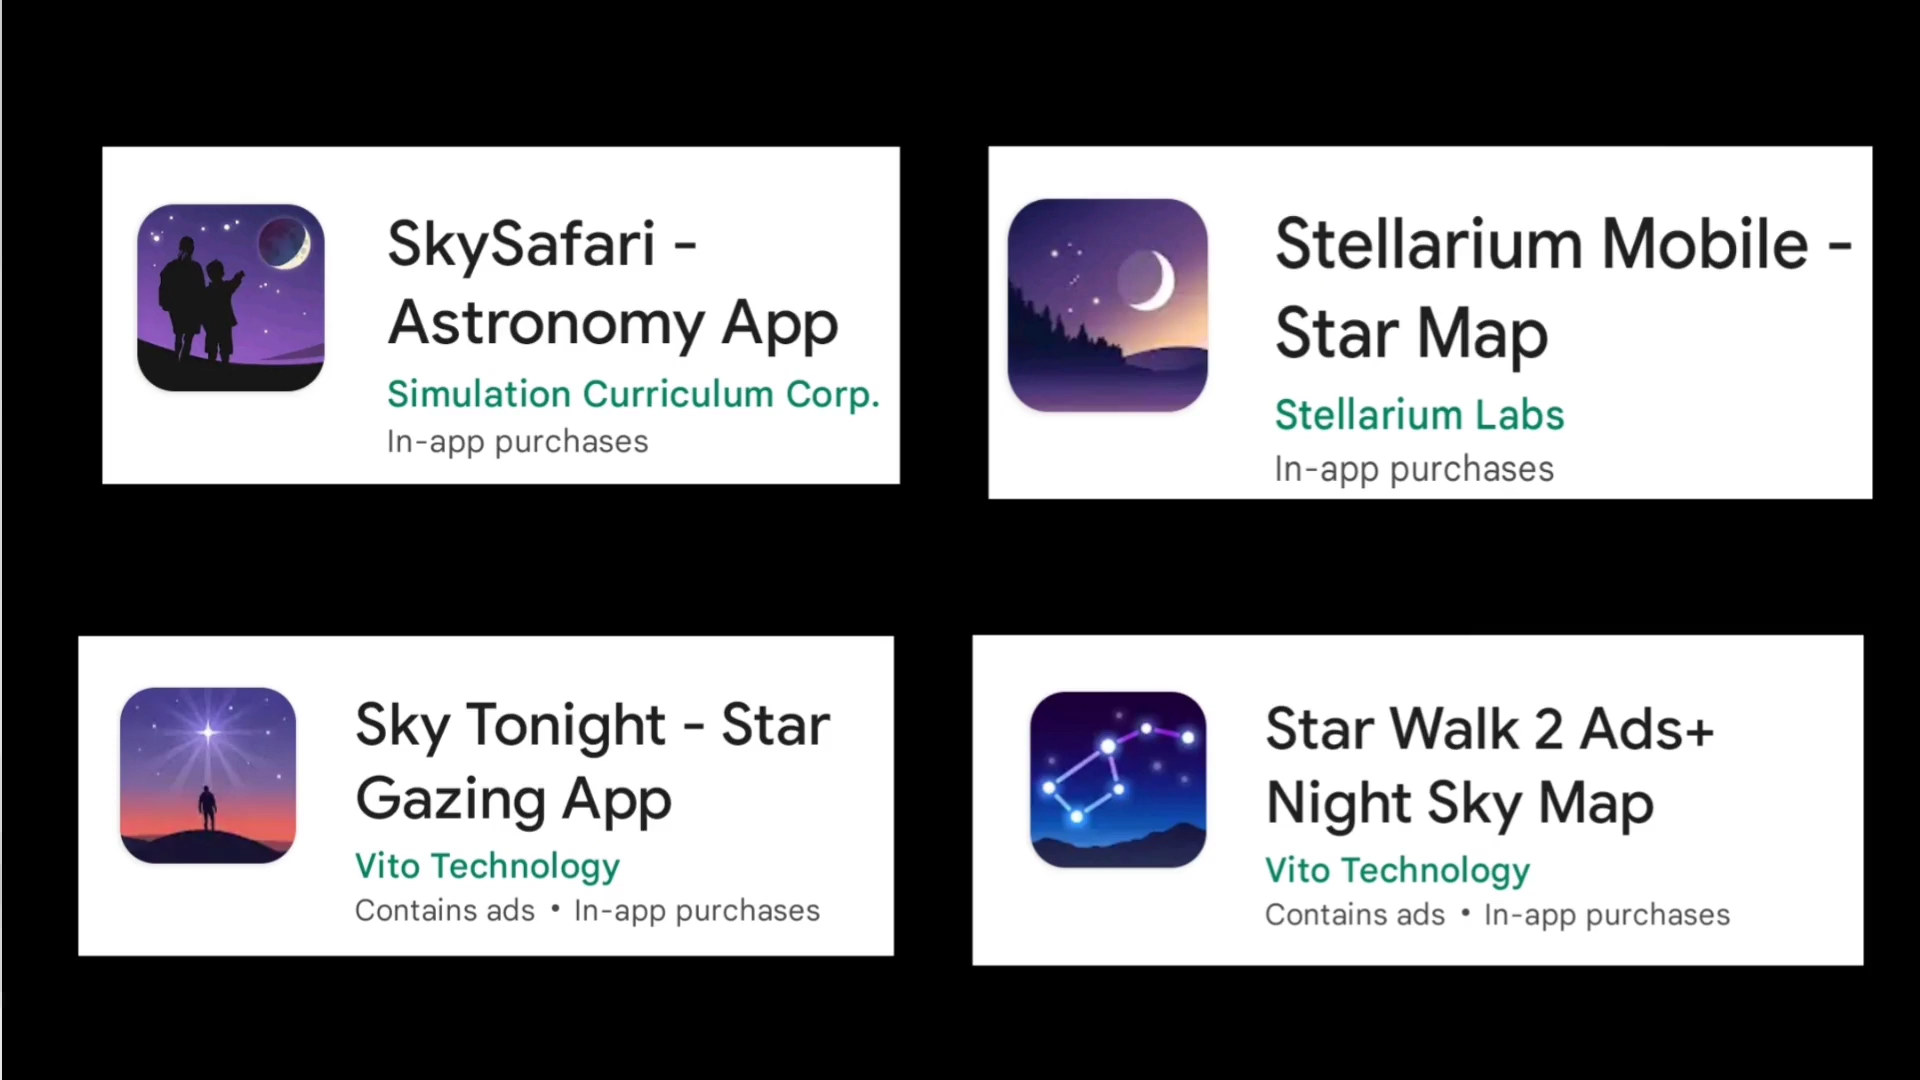 SkySafari -
Astronomy App
Simulation Curriculum Corp.
In-app purchases
Stellarium Mobile -
Star Map
Stellarium Labs
In-app purchases
Sky Tonight - Star
Gazing App
Vito Technology
Contains ads • In-app purchases
Star Walk 2 Ads+
Night Sky Map
Vito Technology
Contains ads • In-app purchases